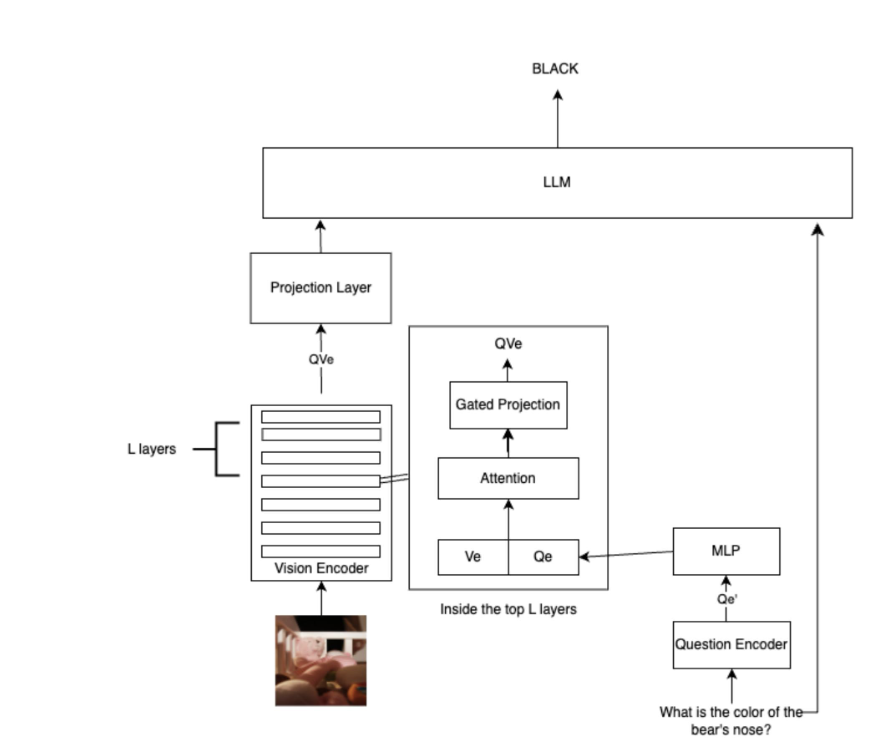 BLACK
LLM
Projection Layer
QVe
L layers
Vision Encoder
QVe
Gated Projection
Attention
Ve
Qe
Inside the top L layers
MLP
Qe'
Question Encoder
What is the color of the
bear's nose?